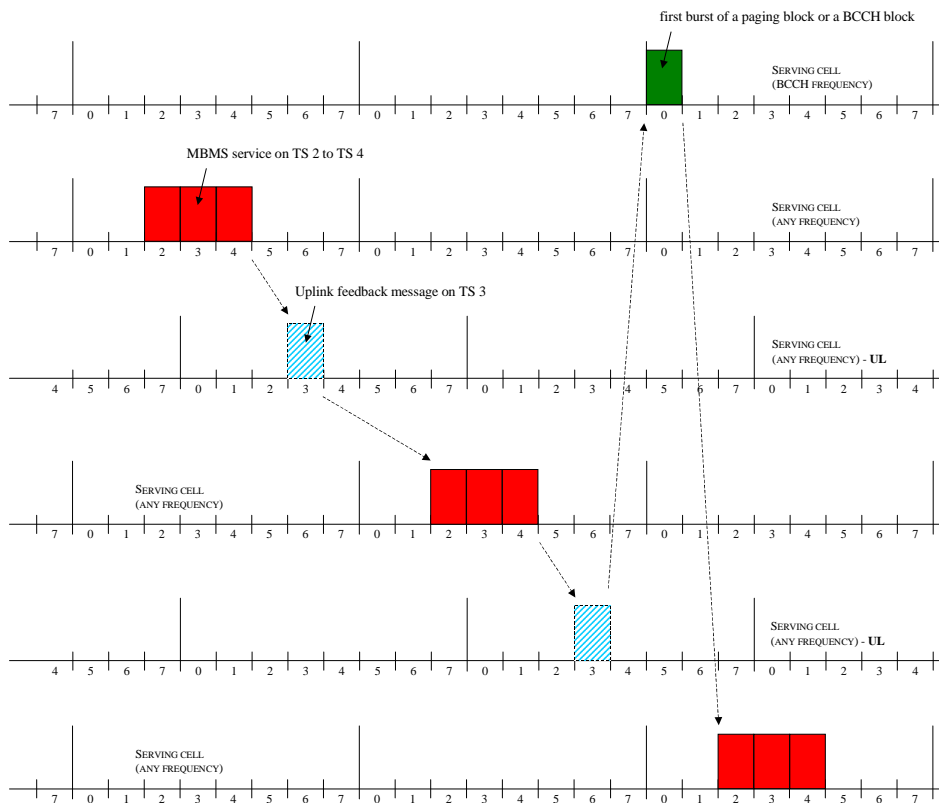 first burst of a paging block or a BCCH block
SERVING CELL
(BCCH FREQUENCY)
7 0 1 2 3 4 5 6 7 0 1 2 3 4 5 6 7 0 1 2 3 4 5 6 7
MBMS service on TS 2 to TS 4
SERVING CELL
(ANY FREQUENCY)
7 0 1 2 3 4 5 6 7 0 1 2 3 4 5 6 7 0 1 2 3 4 5 6 7
Uplink feedback message on TS 3
SERVING CELL
(ANY FREQUENCY) - UL
4 5 6 7 0 1 2 3 4 5 6 7 0 1 2 3 4 5 6 7 0 1 2 3 4
SERVING CELL
(ANY FREQUENCY)
7 0 1 2 3 4 5 6 7 0 1 2 3 4 5 6 7 0 1 2 3 4 5 6 7
SERVING CELL
(ANY FREQUENCY) - UL
4 5 6 7 0 1 2 3 4 5 6 7 0 1 2 3 4 5 6 7 0 1 2 3 4
SERVING CELL
(ANY FREQUENCY)
7 0 1 2 3 4 5 6 7 0 1 2 3 4 5 6 7 0 1 2 3 4 5 6 7